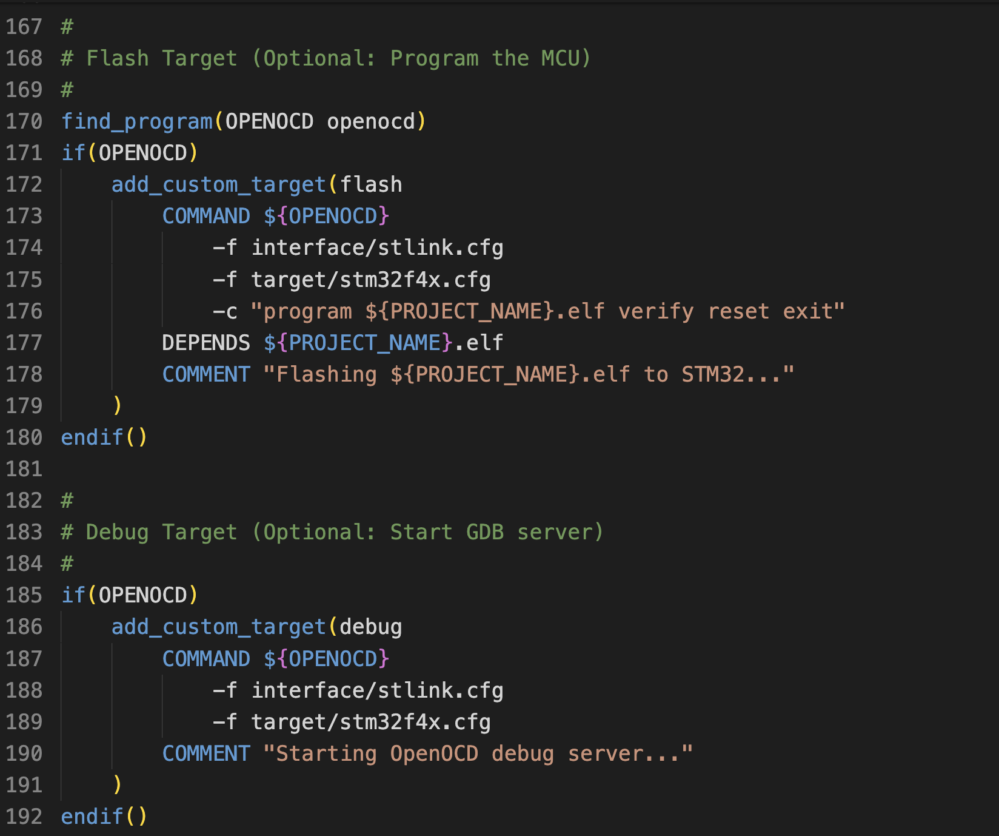 167 #
168 # Flash Target (Optional: Program the MCU)
169 #
170 find_program(OPENOCD openocd)
171 if(OPENOCD)
172     add_custom_target(flash
173         COMMAND ${OPENOCD}
174             -f interface/stlink.cfg
175             -f target/stm32f4x.cfg
176             -c "program ${PROJECT_NAME}.elf verify reset exit"
177         DEPENDS ${PROJECT_NAME}.elf
178         COMMENT "Flashing ${PROJECT_NAME}.elf to STM32..."
179     )
180 endif()
181
182 #
183 # Debug Target (Optional: Start GDB server)
184 #
185 if(OPENOCD)
186     add_custom_target(debug
187         COMMAND ${OPENOCD}
188             -f interface/stlink.cfg
189             -f target/stm32f4x.cfg
190         COMMENT "Starting OpenOCD debug server..."
191     )
192 endif()